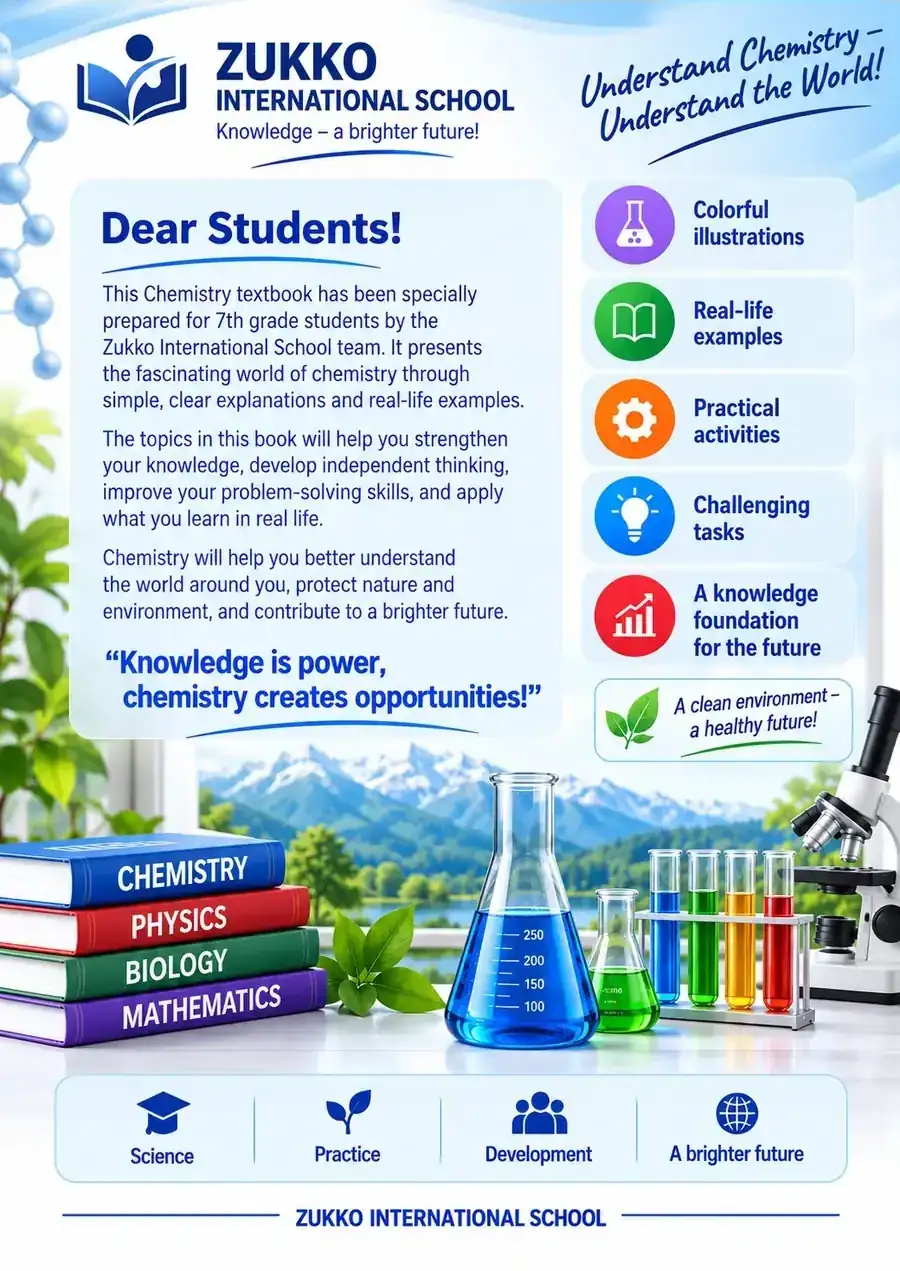 ZUKKO
INTERNATIONAL SCHOOL
Knowledge – a brighter future!
Understand Chemistry –
Understand the World!
Dear Students!
This Chemistry textbook has been specially
prepared for 7th grade students by the
Zukko International School team. It presents
the fascinating world of chemistry through
simple, clear explanations and real-life examples.
The topics in this book will help you strengthen
your knowledge, develop independent thinking,
improve your problem-solving skills, and apply
what you learn in real life.
Chemistry will help you better understand
the world around you, protect nature and
environment, and contribute to a brighter future.
“Knowledge is power,
chemistry creates opportunities!”
Colorful
illustrations
Real-life
examples
Practical
activities
Challenging
tasks
A knowledge
foundation
for the future
A clean environment –
a healthy future!
CHEMISTRY
PHYSICS
BIOLOGY
MATHEMATICS
250
200
150
100
Science
Practice
Development
A brighter future
ZUKKO INTERNATIONAL SCHOOL